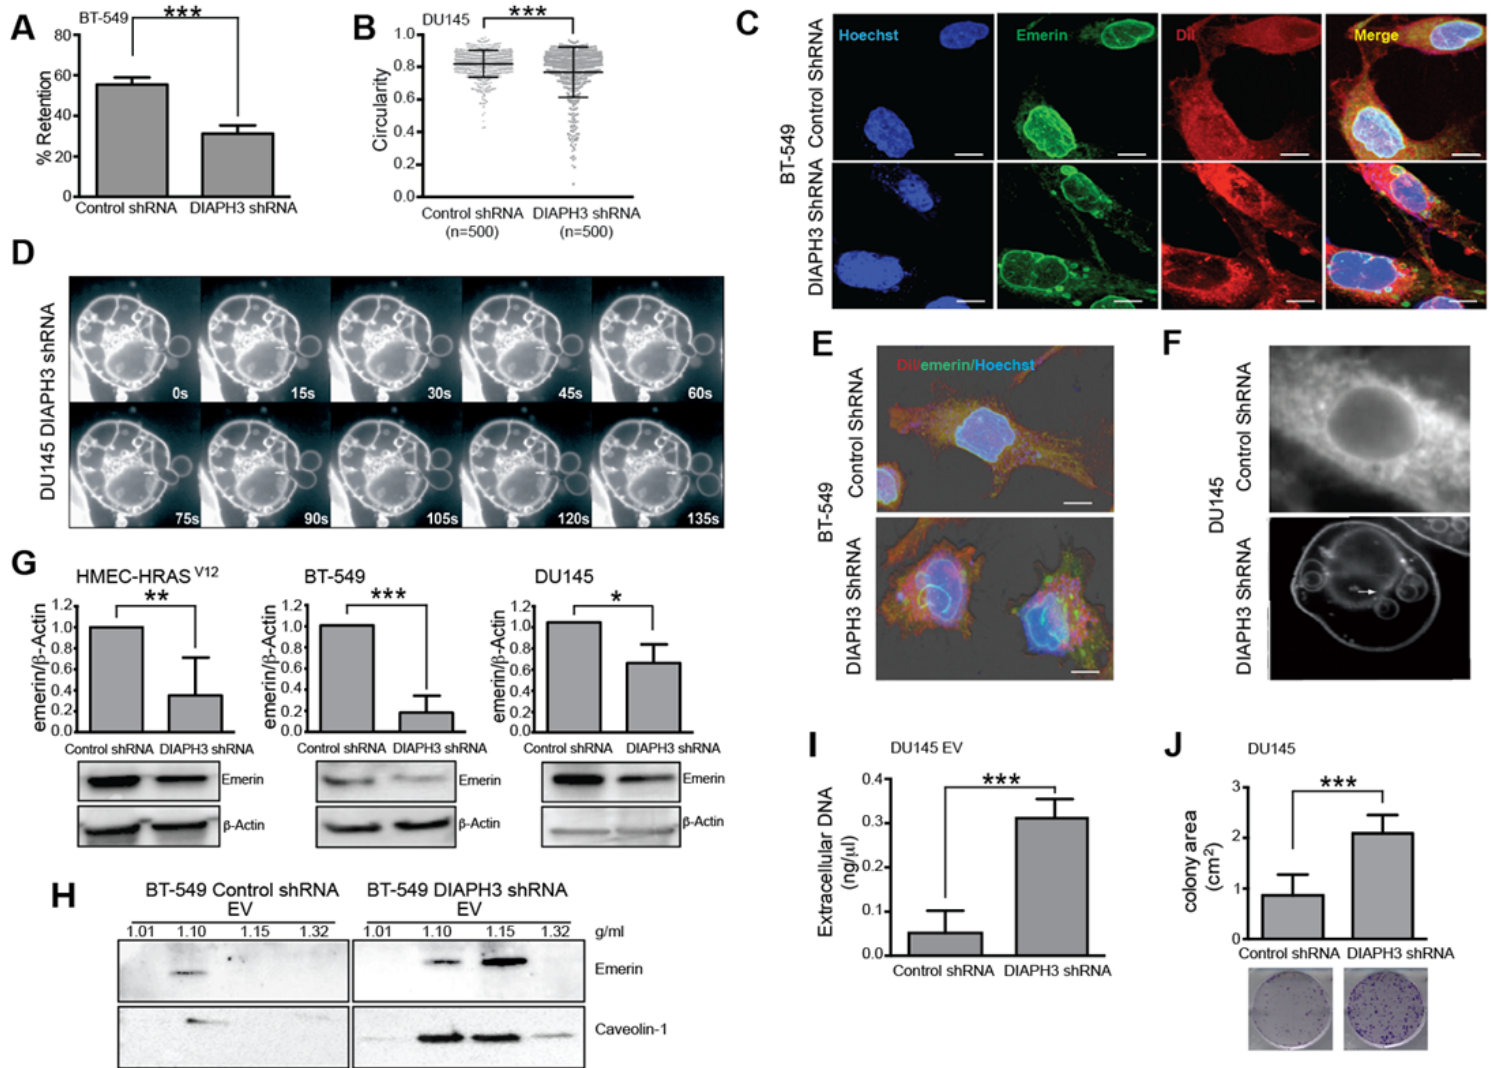 A
BT-549
***
80
60
40
20
0
% Retention
Control shRNA
DIAPH3 shRNA
B
DU145
***
1.0
0.8
0.6
0.4
0.2
0.0
Circularity
Control shRNA
(n=500)
DIAPH3 shRNA
(n=500)
C
Hoechst
Emerin
DiI
Merge
BT-549
Control ShRNA
DIAPH3 ShRNA
D
DU145 DIAPH3 shRNA
0s
15s
30s
45s
60s
75s
90s
105s
120s
135s
E
DiI/emerin/Hoechst
BT-549
Control ShRNA
DIAPH3 ShRNA
F
DU145
Control ShRNA
DIAPH3 ShRNA
G
HMEC-HRAS V12
**
1.2
1.0
0.8
0.6
0.4
0.2
0.0
emerin/β-Actin
Control shRNA
DIAPH3 shRNA
Emerin
β-Actin
BT-549
***
1.2
1.0
0.8
0.6
0.4
0.2
0.0
emerin/β-Actin
Control shRNA
DIAPH3 shRNA
Emerin
β-Actin
DU145
*
1.2
1.0
0.8
0.6
0.4
0.2
0.0
emerin/β-Actin
Control shRNA
DIAPH3 shRNA
Emerin
β-Actin
H
BT-549 Control shRNA
EV
BT-549 DIAPH3 shRNA
EV
1.01 1.10 1.15 1.32
1.01 1.10 1.15 1.32 g/ml
Emerin
Caveolin-1
I
DU145 EV
***
0.4
0.3
0.2
0.1
0.0
Extracellular DNA
(ng/µl)
Control shRNA
DIAPH3 shRNA
J
DU145
***
3
2
1
0
colony area
(cm2)
Control shRNA
DIAPH3 shRNA